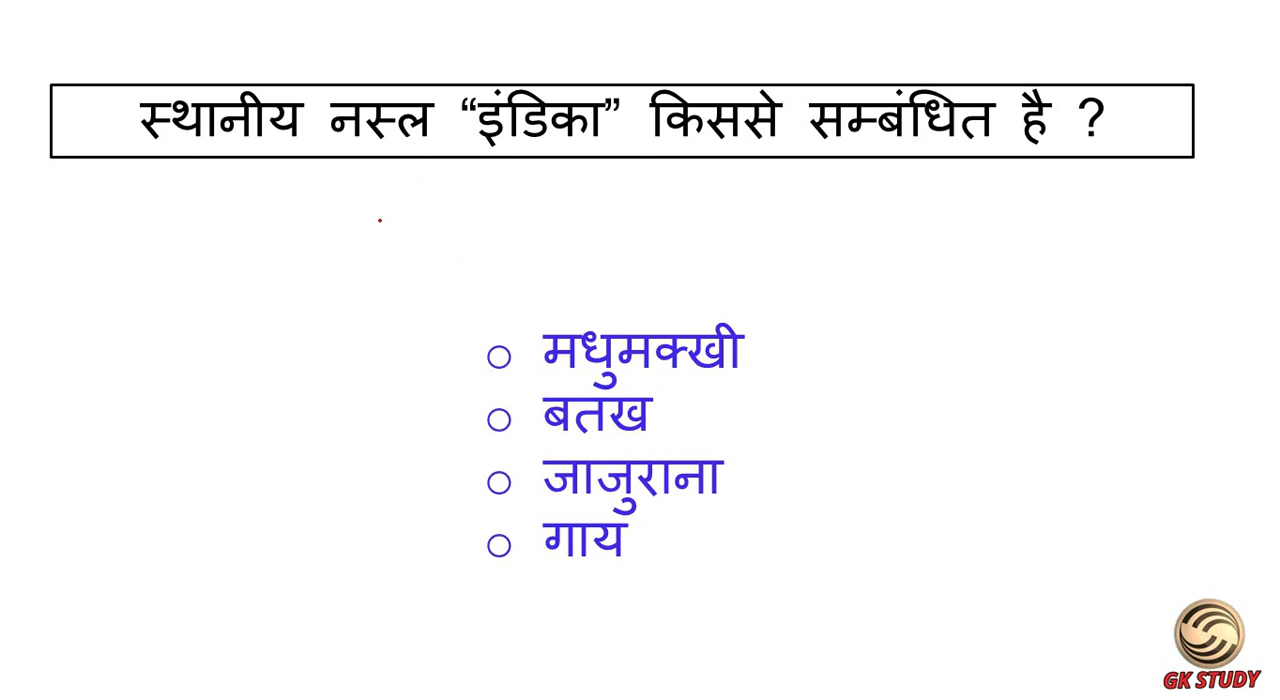 स्थानीय नस्ल “इंडिका” किससे सम्बंधित है ?
○ मधुमक्खी
○ बतख
○ जाजुराना
○ गाय
GK STUDY